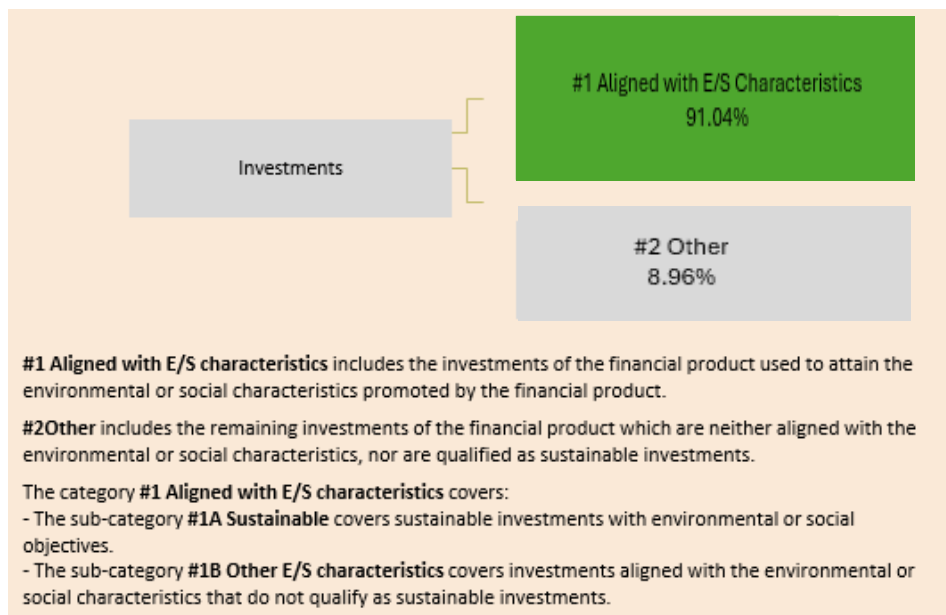 #1 Aligned with E/S Characteristics
91.04%
Investments
#2 Other
8.96%
#1 Aligned with E/S characteristics includes the investments of the financial product used to attain the
environmental or social characteristics promoted by the financial product.
#2Other includes the remaining investments of the financial product which are neither aligned with the
environmental or social characteristics, nor are qualified as sustainable investments.
The category #1 Aligned with E/S characteristics covers:
- The sub-category #1A Sustainable covers sustainable investments with environmental or social
objectives.
- The sub-category #1B Other E/S characteristics covers investments aligned with the environmental or
social characteristics that do not qualify as sustainable investments.